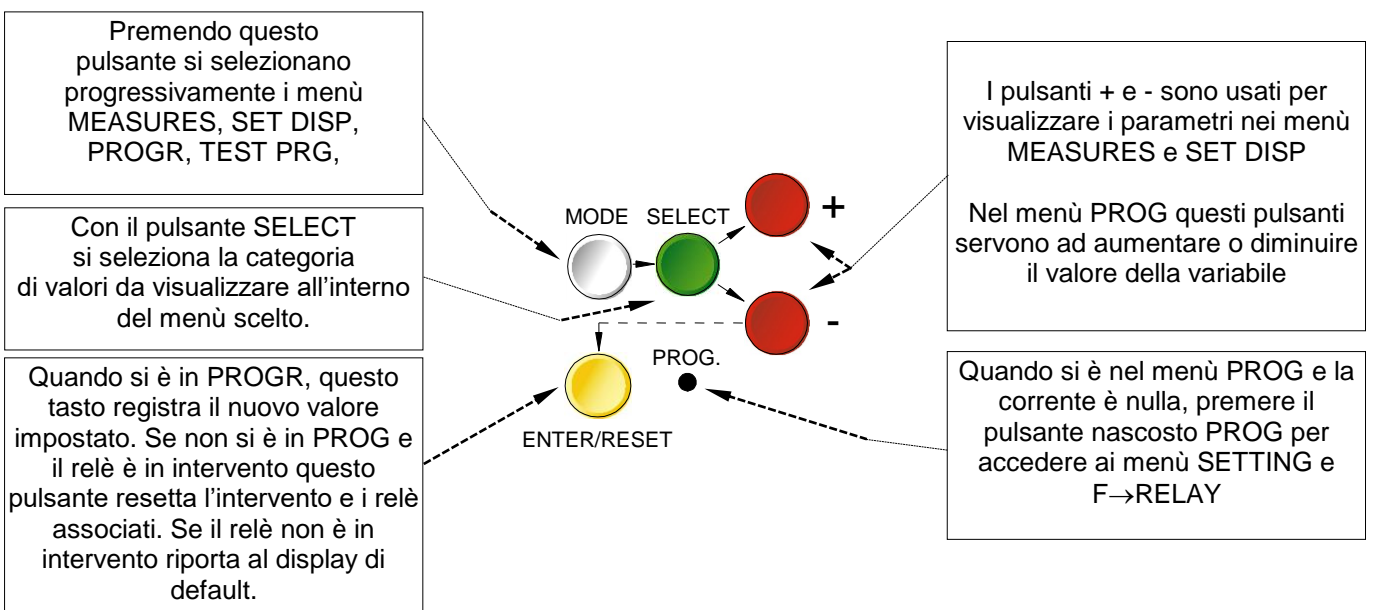 Premendo questo
pulsante si selezionano
progressivamente i menù
MEASURES, SET DISP,
PROGR, TEST PRG,
Con il pulsante SELECT
si seleziona la categoria
di valori da visualizzare all'interno
del menù scelto.
Quando si è in PROGR, questo
tasto registra il nuovo valore
impostato. Se non si è in PROG e
il relè è in intervento questo
pulsante resetta l'intervento e i relè
associati. Se il relè non è in
intervento riporta al display di
default.
MODE SELECT
+
-
PROG.
ENTER/RESET
I pulsanti + e - sono usati per
visualizzare i parametri nei menù
MEASURES e SET DISP
Nel menù PROG questi pulsanti
servono ad aumentare o diminuire
il valore della variabile
Quando si è nel menù PROG e la
corrente è nulla, premere il
pulsante nascosto PROG per
accedere ai menù SETTING e
F→RELAY